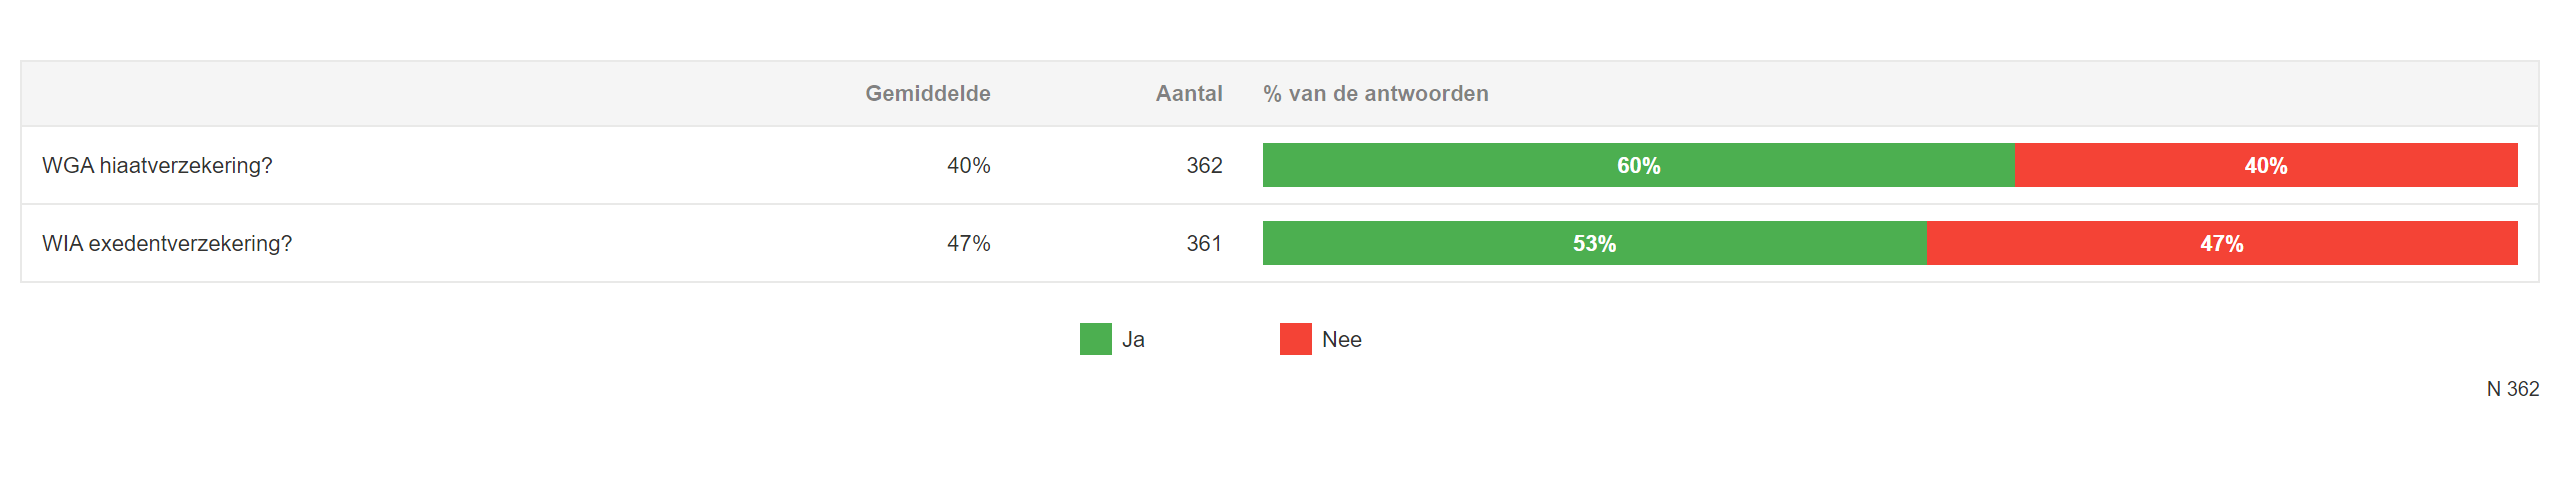 Gemiddelde Aantal % van de antwoorden
WGA hiaatverzekering? 40% 362 60% 40%
WIA exedentverzekering? 47% 361 53% 47%
Ja Nee
N 362